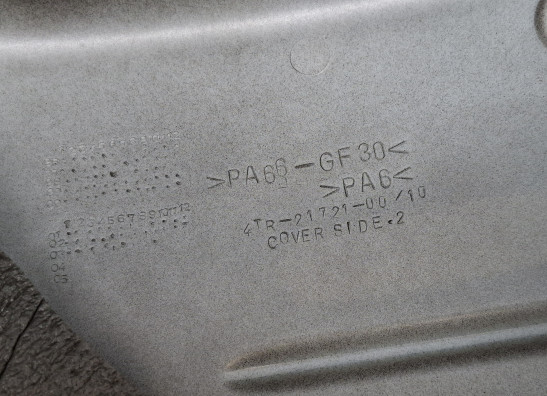 >PA66-GF30<
>PA6<
4TR-21721-00/10
COVER SIDE.2